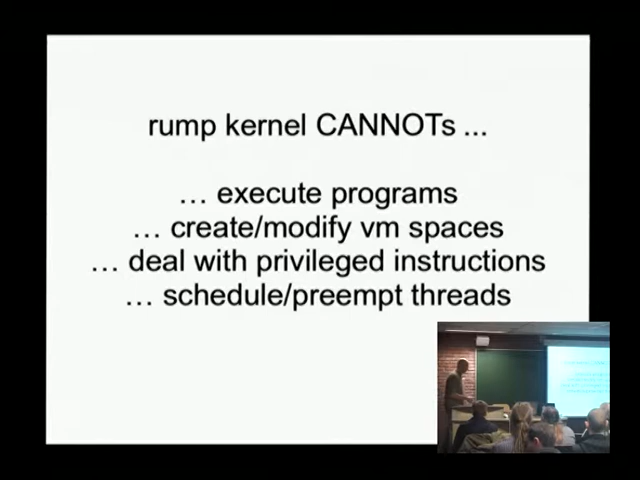 rump kernel CANNOTs ...
... execute programs
... create/modify vm spaces
... deal with privileged instructions
... schedule/preempt threads